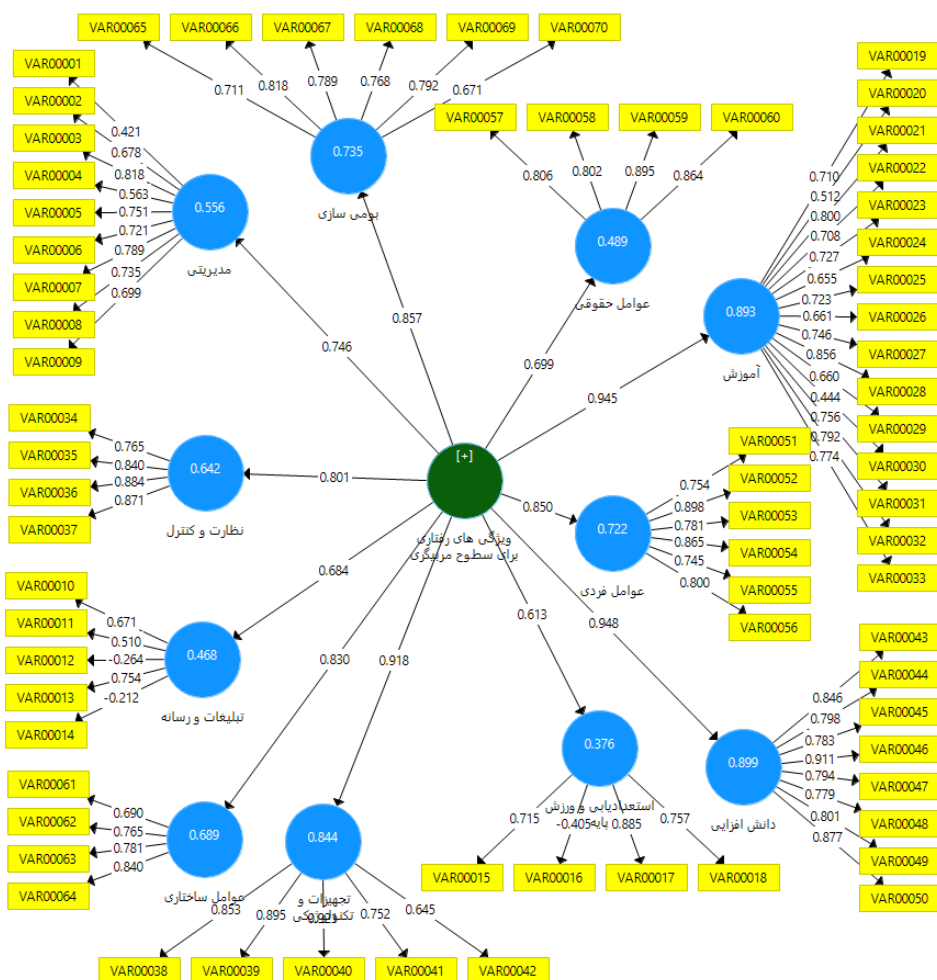 VAR00065
VAR00066
VAR00067
VAR00068
VAR00069
VAR00070
0.711
0.818
0.789
0.768
0.792
0.671
0.735
بومی سازی
VAR00001
VAR00002
VAR00003
VAR00004
VAR00005
VAR00006
VAR00007
VAR00008
VAR00009
0.421
0.678
0.818
0.563
0.751
0.721
0.789
0.735
0.699
0.556
مدیریتی
VAR00057
VAR00058
VAR00059
VAR00060
0.806
0.802
0.895
0.864
0.489
عوامل حقوقی
VAR00019
VAR00020
VAR00021
VAR00022
VAR00023
VAR00024
VAR00025
VAR00026
VAR00027
VAR00028
VAR00029
VAR00030
VAR00031
VAR00032
VAR00033
0.710
0.512
0.800
0.708
0.727
0.655
0.723
0.661
0.746
0.856
0.660
0.444
0.756
0.792
0.774
0.893
آموزش
0.857
0.746
0.699
0.945
0.801
0.850
0.684
0.830
0.918
0.613
0.948
[+]
ویژگی های رفتاری
برای سطوح مربیگری
VAR00034
VAR00035
VAR00036
VAR00037
0.765
0.840
0.884
0.871
0.642
نظارت و کنترل
VAR00051
VAR00052
VAR00053
VAR00054
VAR00055
VAR00056
0.754
0.898
0.781
0.865
0.745
0.800
0.722
عوامل فردی
VAR00010
VAR00011
VAR00012
VAR00013
VAR00014
0.671
0.510
-0.264
0.754
-0.212
0.468
تبلیغات و رسانه
VAR00043
VAR00044
VAR00045
VAR00046
VAR00047
VAR00048
VAR00049
VAR00050
0.846
0.798
0.783
0.911
0.794
0.779
0.801
0.877
0.899
دانش افزایی
0.376
استعدادیابی و ورزش
پایه
0.715
-0.405
0.885
0.757
VAR00015
VAR00016
VAR00017
VAR00018
VAR00061
VAR00062
VAR00063
VAR00064
0.690
0.765
0.781
0.840
0.689
عوامل ساختاری
0.844
تجهیزات و
تکنولوژیکی
0.853
0.895
0.752
0.645
VAR00038
VAR00039
VAR00040
VAR00041
VAR00042